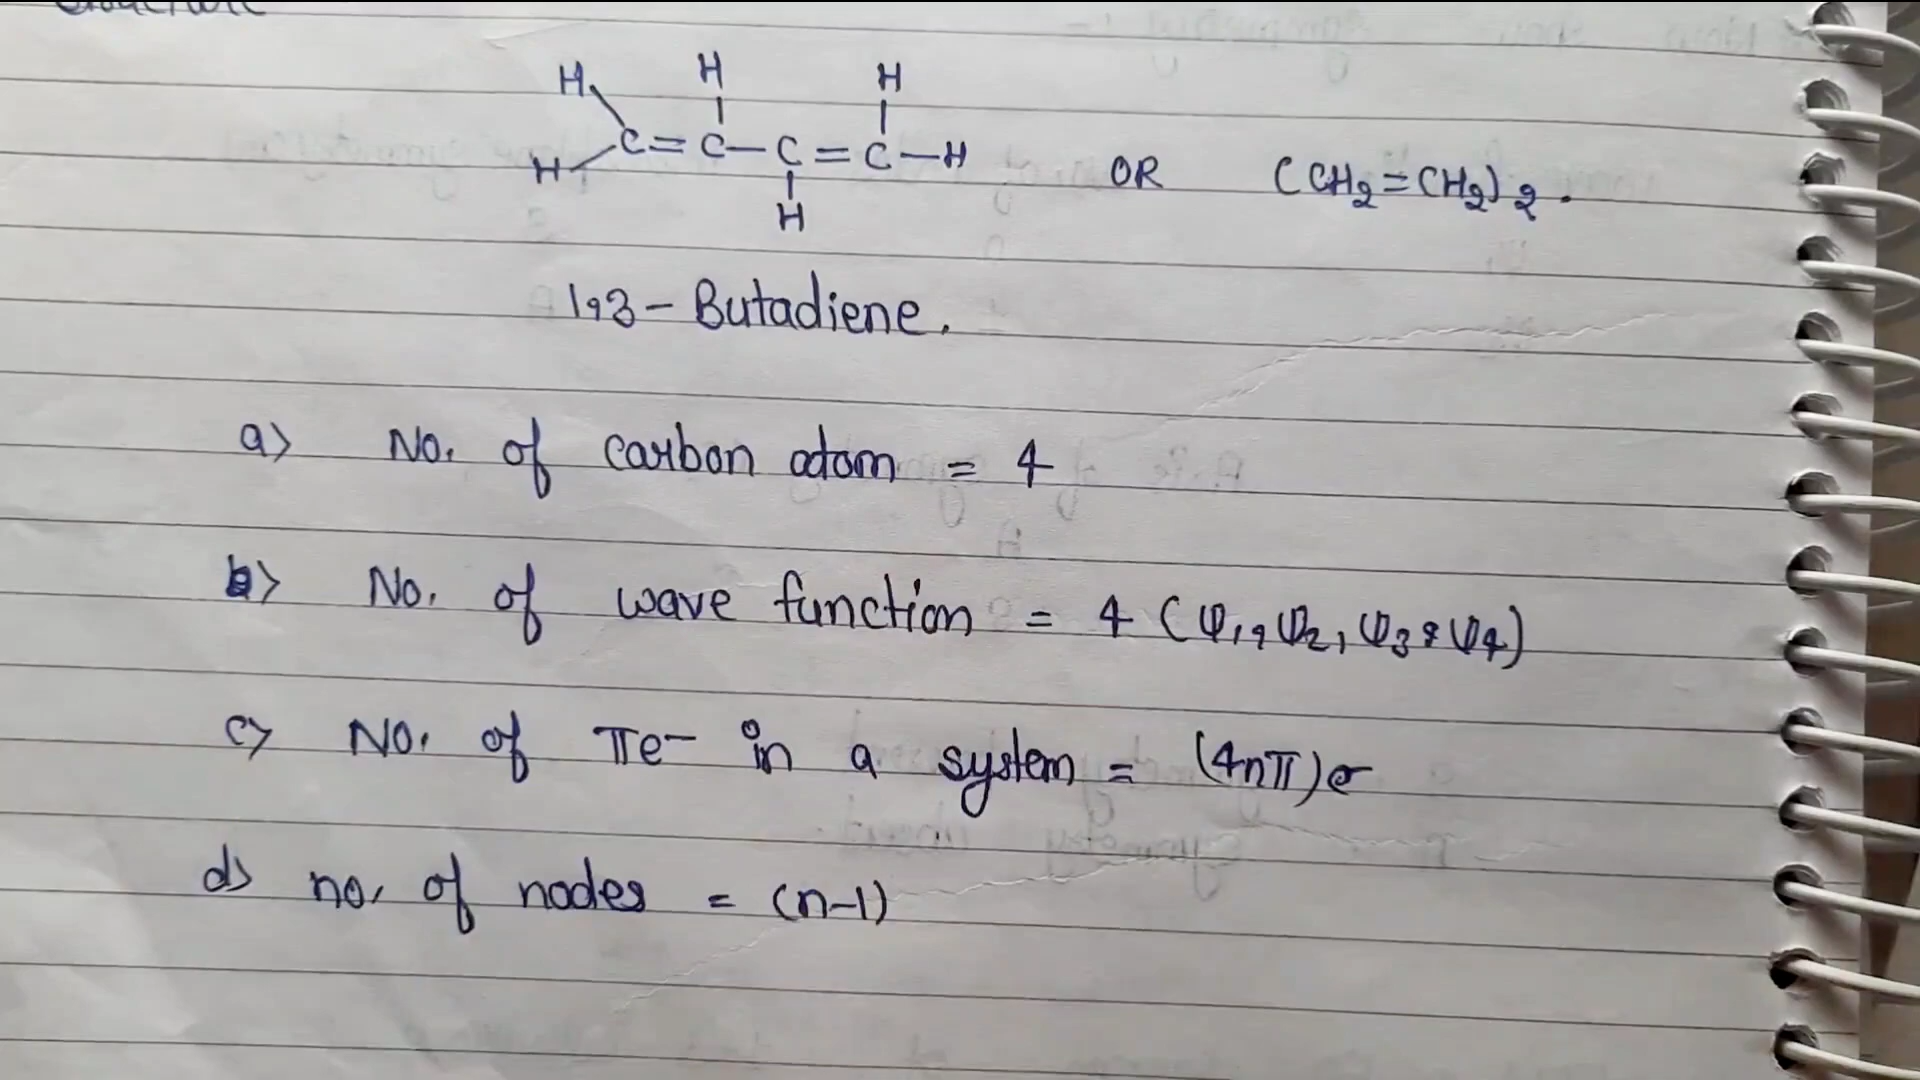 H H H
C=C-C=C-H OR (CH2=CH2)2.
H
H
1,3-Butadiene.
a) No. of carbon atom = 4
b) No. of wave function = 4 (ψ1, ψ2, ψ3, ψ4)
c) No. of πe- in a system = (4nπ)e-
d) no. of nodes = (n-1)